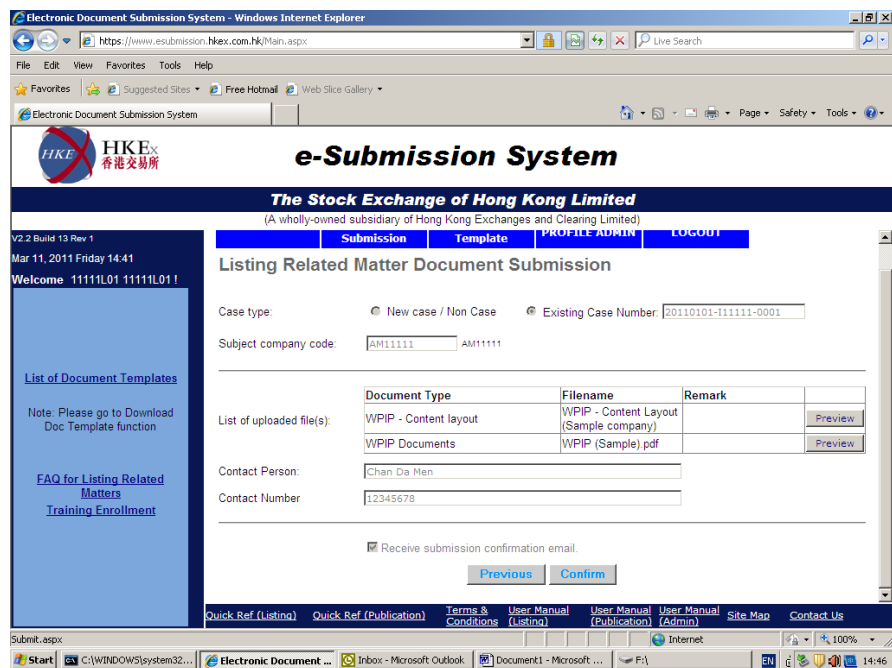 Electronic Document Submission System - Windows Internet Explorer
https://www.esubmission.hkex.com.hk/Main.aspx
Live Search
File Edit View Favorites Tools Help
Favorites Suggested Sites Free Hotmail Web Slice Gallery
Electronic Document Submission System
Page Safety Tools
HKEx
HKEx
香港交易所
e-Submission System
The Stock Exchange of Hong Kong Limited
(A wholly-owned subsidiary of Hong Kong Exchanges and Clearing Limited)
V2.2 Build 13 Rev 1
Mar 11, 2011 Friday 14:41
Welcome 11111L01 11111L01 !
List of Document Templates
Note: Please go to Download
Doc Template function
FAQ for Listing Related
Matters
Training Enrollment
Submission Template PROFILE ADMIN LOGOUT
Listing Related Matter Document Submission
Case type: New case / Non Case Existing Case Number: 20110101-I11111-0001
Subject company code: AM11111 AM11111
Document Type Filename Remark
List of uploaded file(s):
WPIP - Content layout WPIP - Content Layout
(Sample company) Preview
WPIP Documents WPIP (Sample).pdf Preview
Contact Person: Chan Da Men
Contact Number 12345678
Receive submission confirmation email.
Previous Confirm
Quick Ref (Listing) Quick Ref (Publication) Terms & Conditions User Manual (Listing) User Manual (Publication) User Manual (Admin) Site Map Contact Us
Submit.aspx Internet 100%
Start C:\WINDOWS\system32... Electronic Document ... Inbox - Microsoft Outlook Document1 - Microsoft ... F:\ EN 14:46